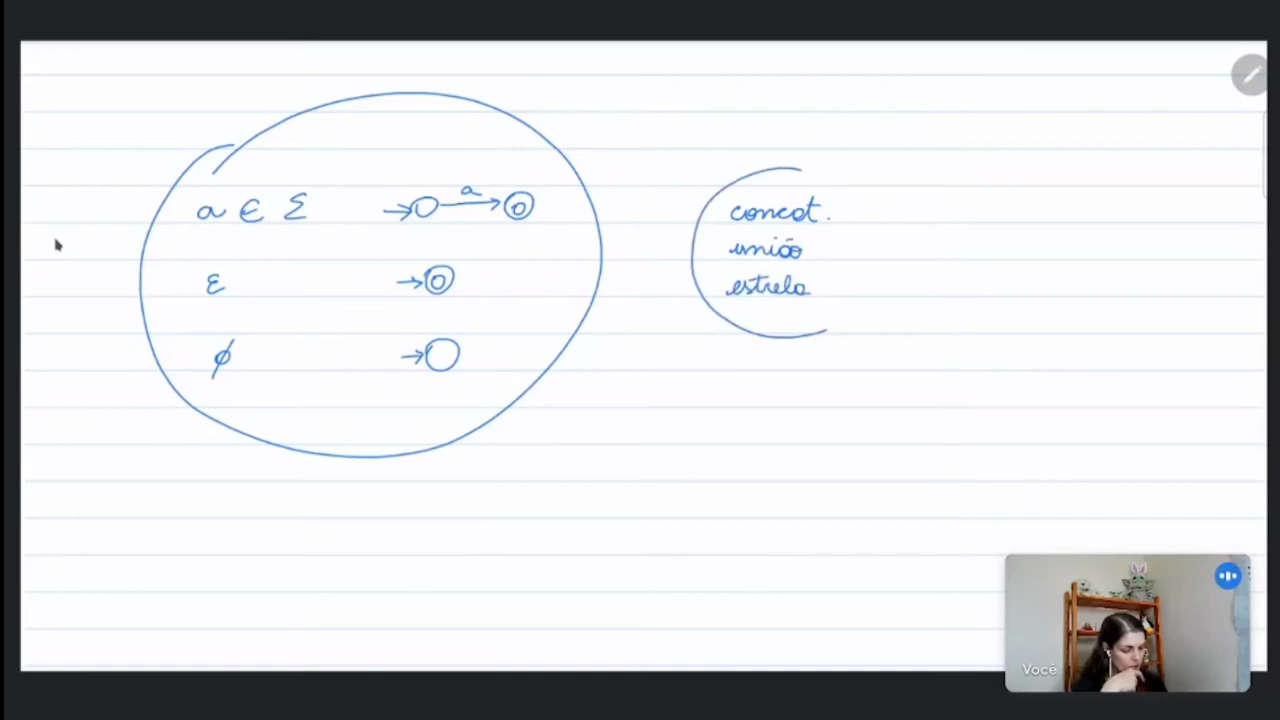 a ∈ Σ a concat.
união
ε estrela
φ
Você